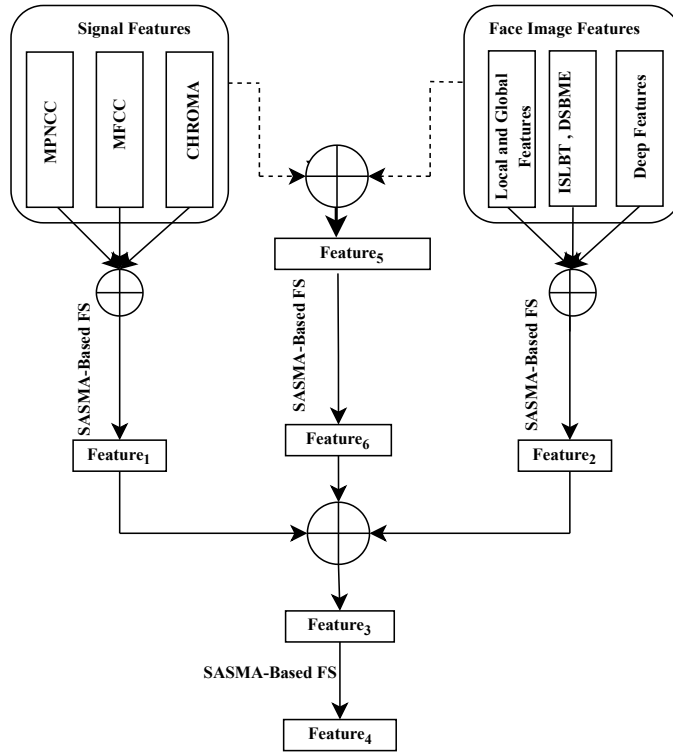 Signal Features
Face Image Features
MPNCC
MFCC
CHROMA
Local and Global
Features
ISLBT , DSBME
Deep Features
Feature5
SASMA-Based FS
SASMA-Based FS
SASMA-Based FS
Feature1
Feature6
Feature2
Feature3
SASMA-Based FS
Feature4